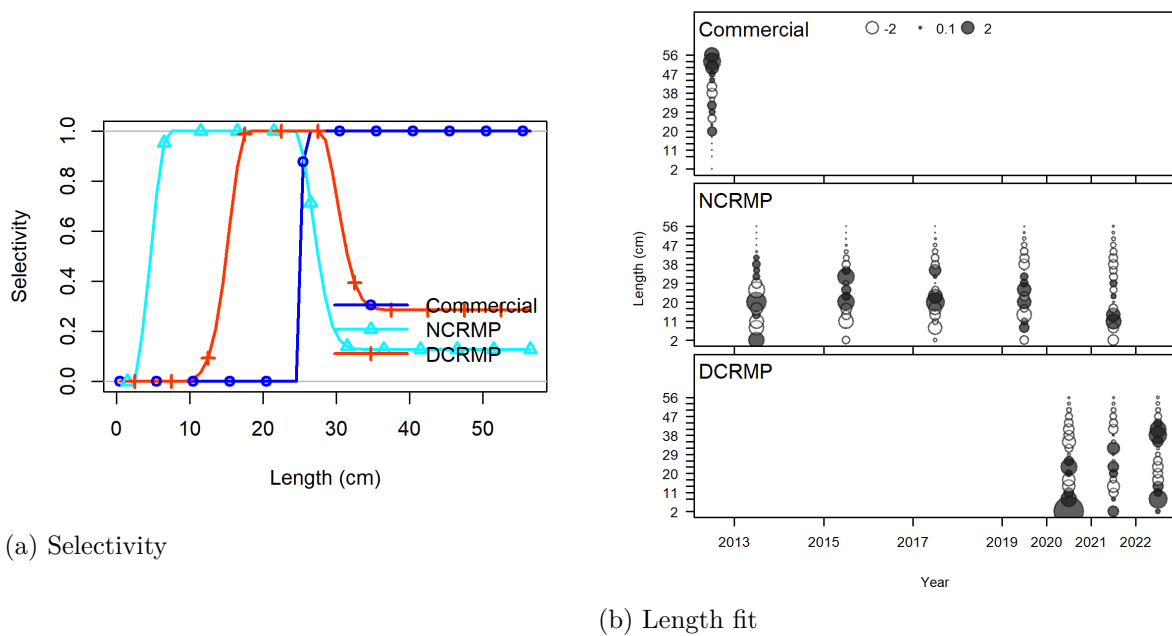 1.0
0.8
0.6
0.4
0.2
0.0
Selectivity
Commercial
NCRMP
DCRMP
0 10 20 30 40 50
Length (cm)
(a) Selectivity
Commercial
-2 0.1 2
56
47
38
29
20
11
2
NCRMP
56
47
38
29
20
11
2
Length (cm)
DCRMP
56
47
38
29
20
11
2
2013 2015 2017 2019 2020 2021 2022
Year
(b) Length fit